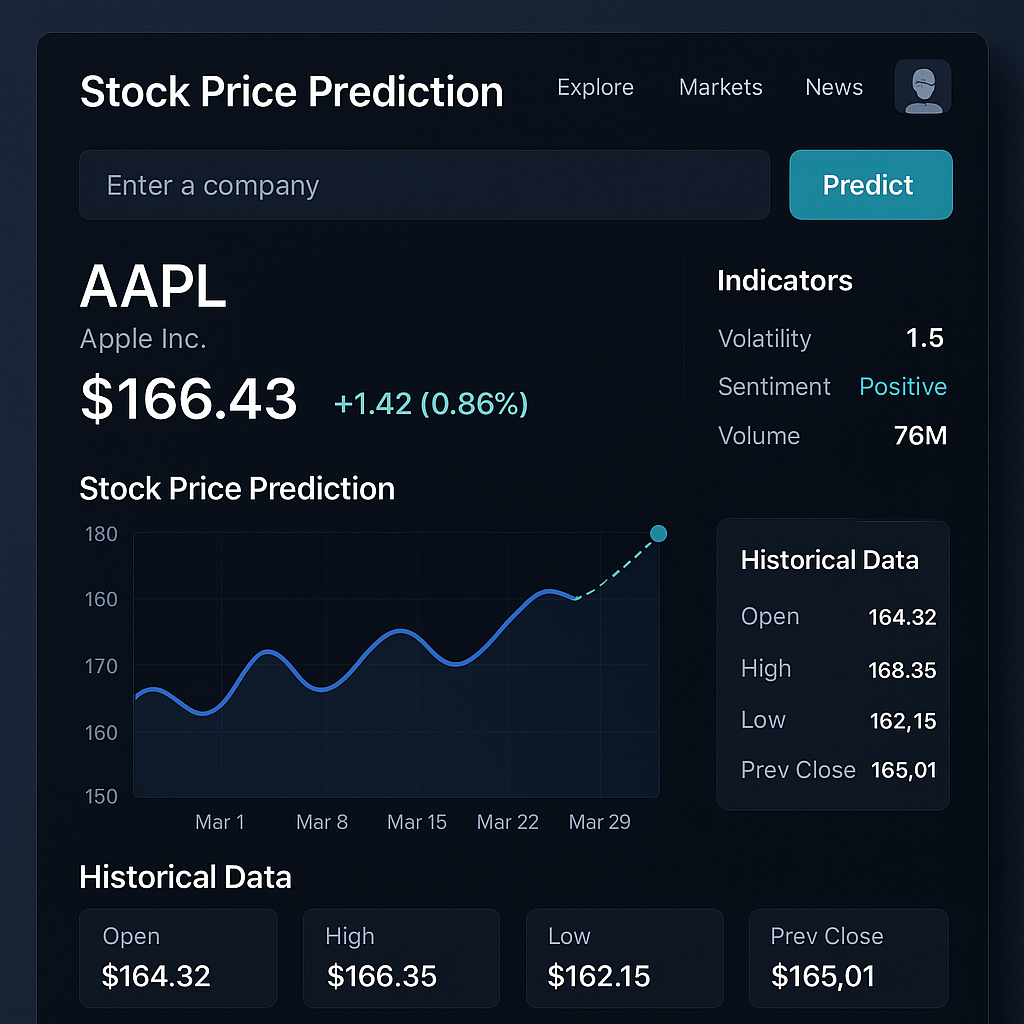 Stock Price Prediction
Explore
Markets
News
Enter a company
Predict
AAPL
Apple Inc.
$166.43 +1.42 (0.86%)
Indicators
Volatility 1.5
Sentiment Positive
Volume 76M
Stock Price Prediction
180
160
170
160
150
Mar 1
Mar 8
Mar 15
Mar 22
Mar 29
Historical Data
Open 164.32
High 168.35
Low 162,15
Prev Close 165,01
Historical Data
Open
$164.32
High
$166.35
Low
$162.15
Prev Close
$165,01